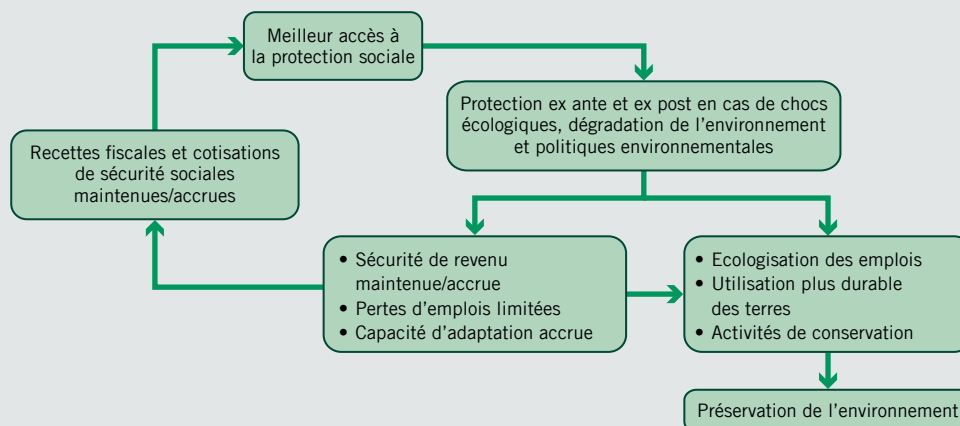 Meilleur accès à
la protection sociale
Protection ex ante et ex post en cas de chocs
écologiques, dégradation de l'environnement
et politiques environnementales
Recettes fiscales et cotisations
de sécurité sociales
maintenues/accrues
• Sécurité de revenu
maintenue/accrue
• Pertes d'emplois limitées
• Capacité d'adaptation accrue
• Ecologisation des emplois
• Utilisation plus durable
des terres
• Activités de conservation
Préservation de l'environnement